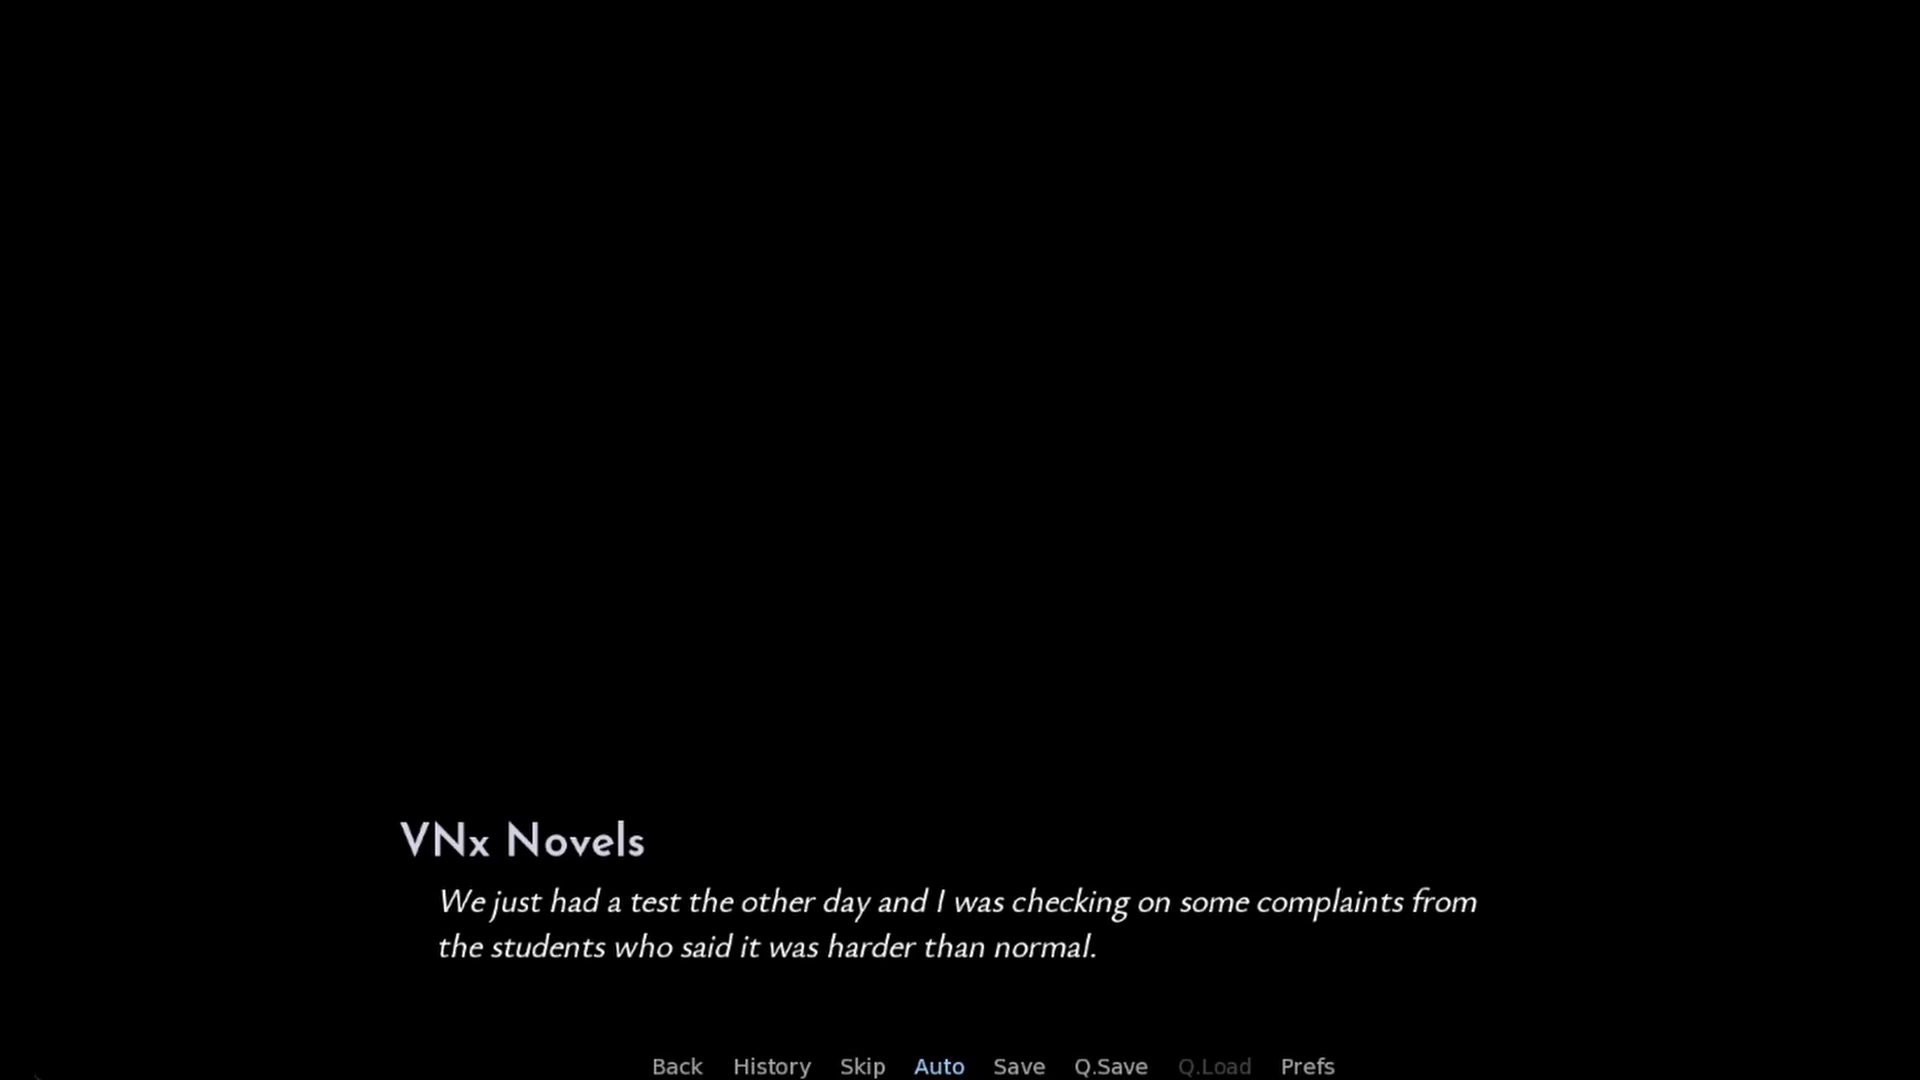 VNx Novels
We just had a test the other day and I was checking on some complaints from
the students who said it was harder than normal.
Back History Skip Auto Save Q.Save Q.Load Prefs